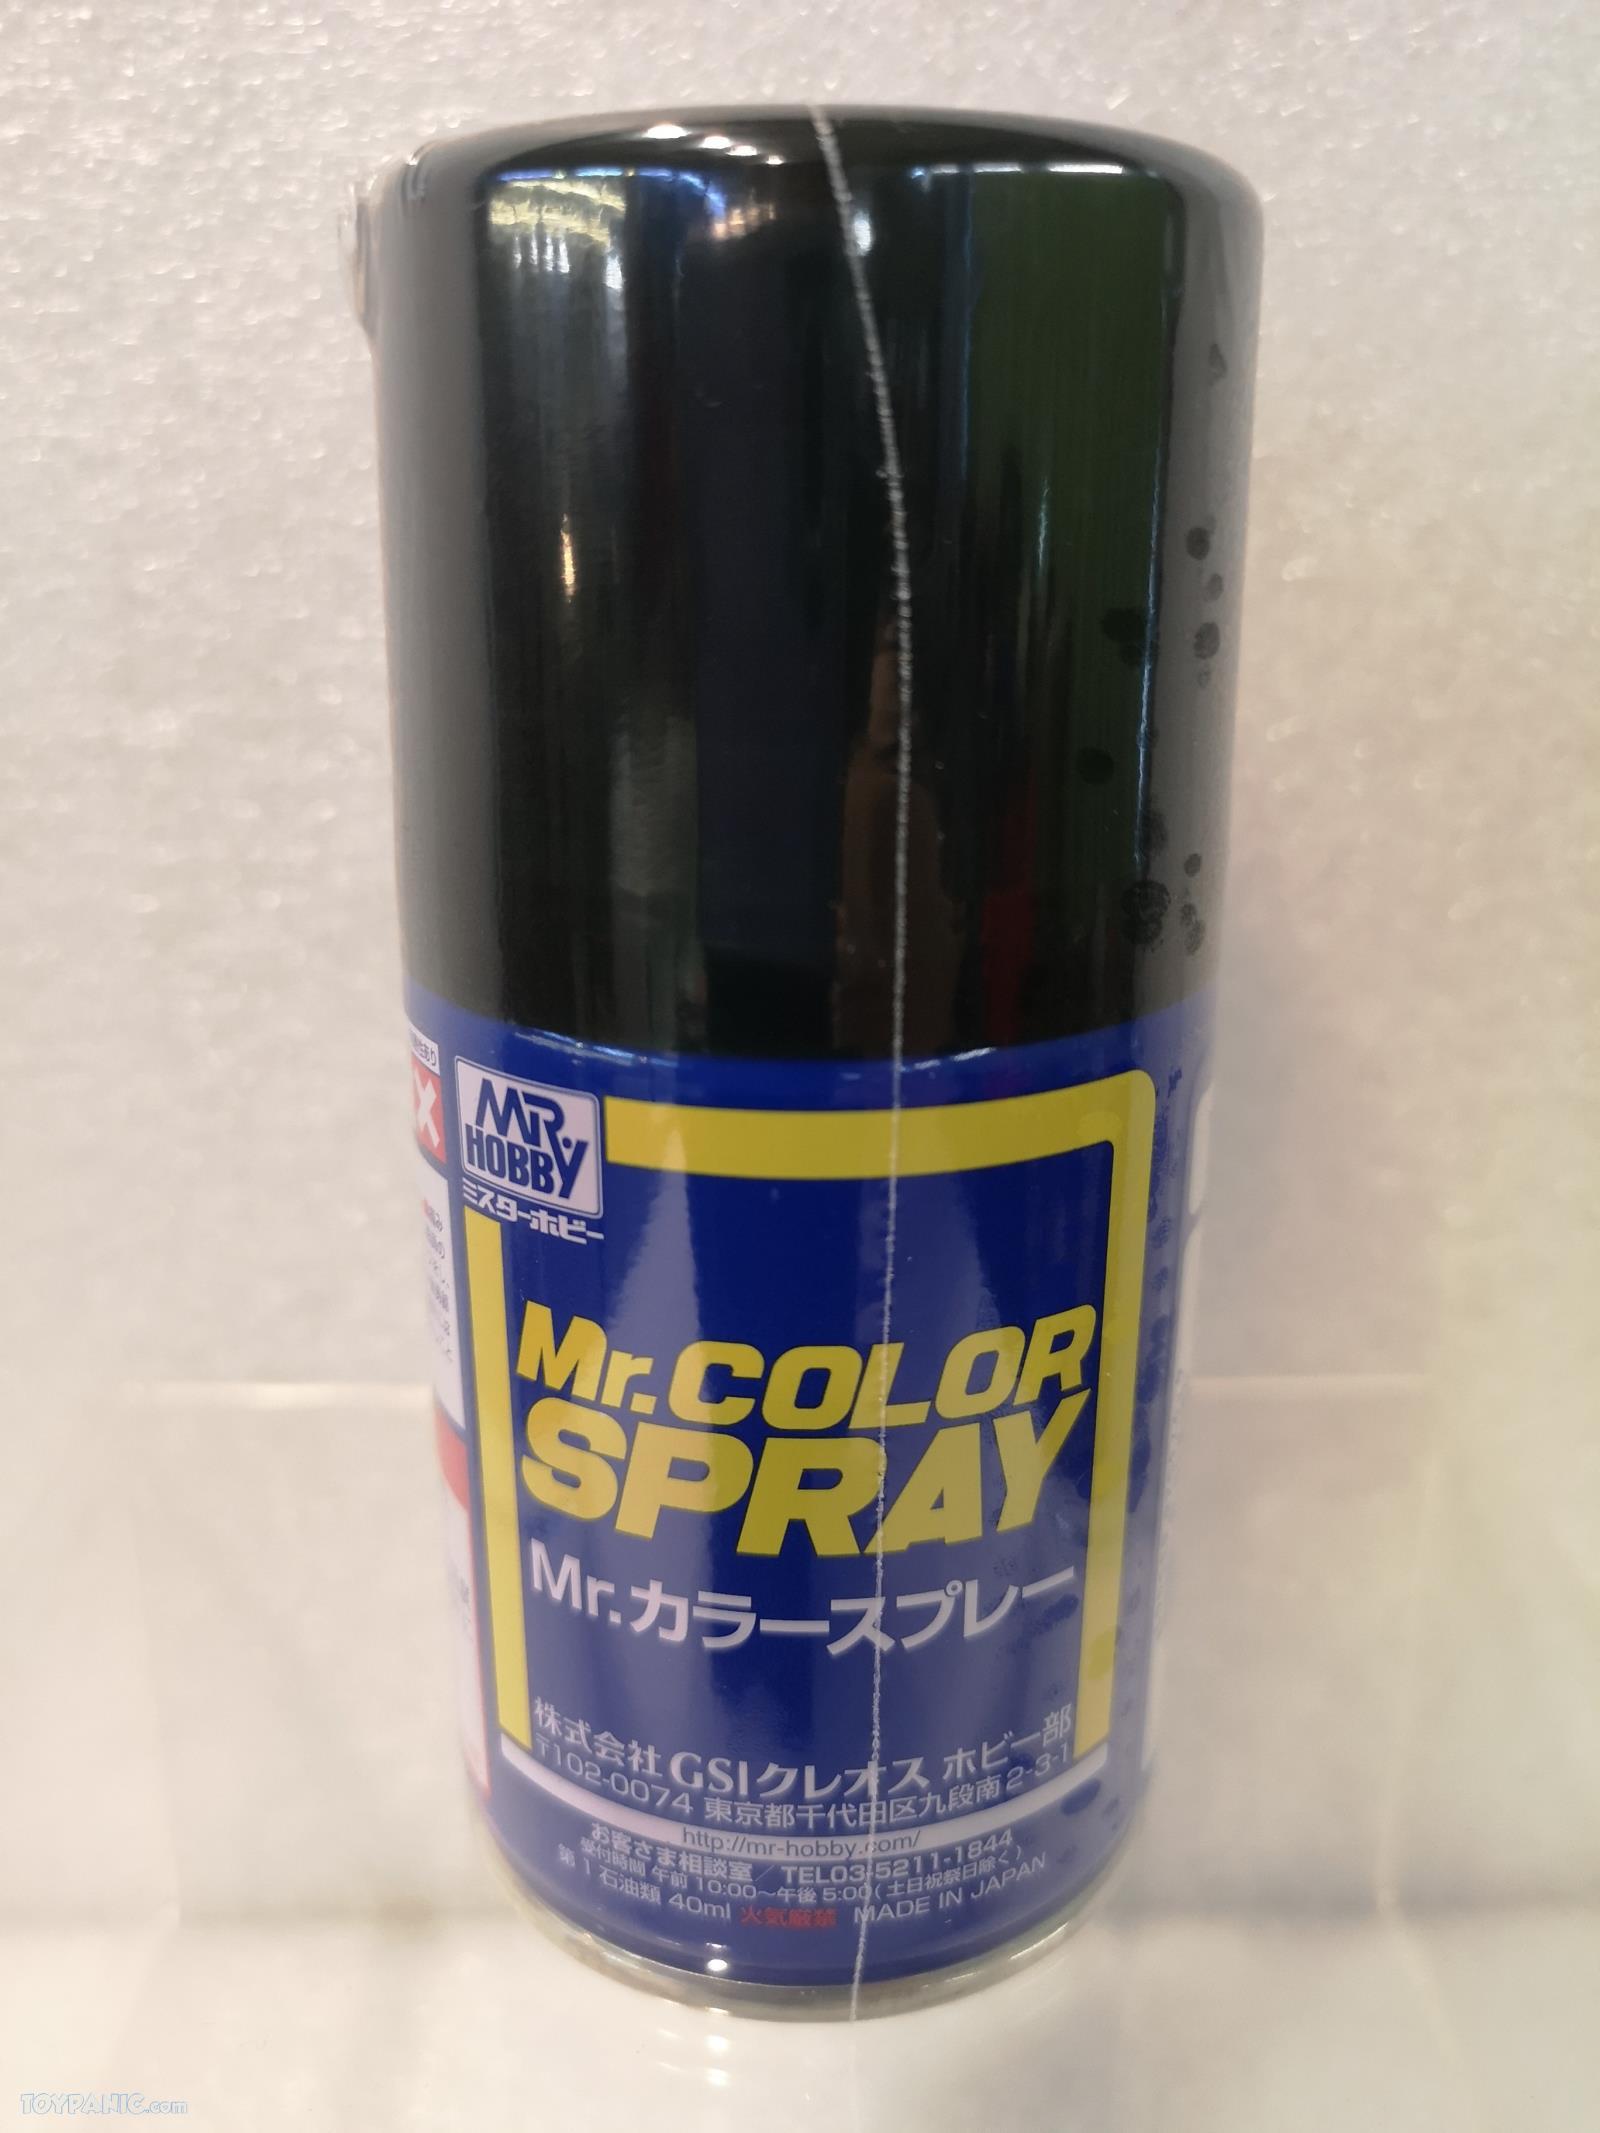 MR.
HOBBY
ミスターホビー
Mr.COLOR
SPRAY
Mr.カラースプレー
株式会社 GSIクレオス ホビー部
〒102-0074 東京都千代田区九段南2-3-1
http://mr-hobby.com/
お客さま相談室/TEL03-5211-1844
受付時間 午前10:00〜午後5:00(土日祝祭日除く)
第1石油類 40ml 火気厳禁 MADE IN JAPAN
TOYPANIC.com